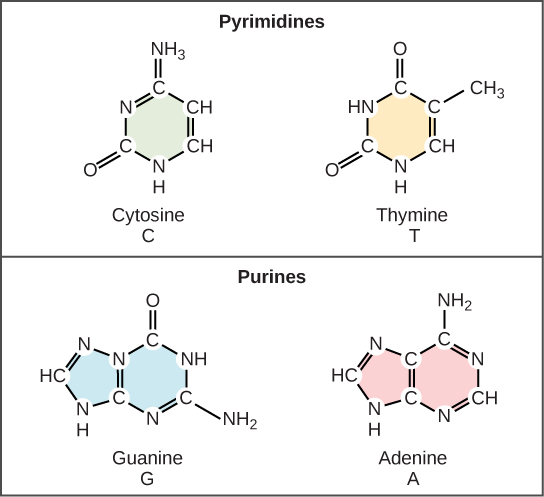 Pyrimidines
NH3
C
N CH
C CH
O N
H
Cytosine
C
O
C CH3
HN C
C CH
O N
H
Thymine
T
Purines
O
N C
HC N NH
N C C
H N NH2
Guanine
G
NH2
N C
HC C N
N C CH
H N
Adenine
A